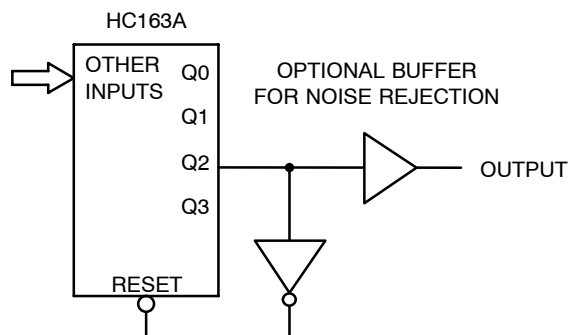 HC163A
OTHER
INPUTS
Q0
Q1
Q2
Q3
RESET
OPTIONAL BUFFER
FOR NOISE REJECTION
OUTPUT